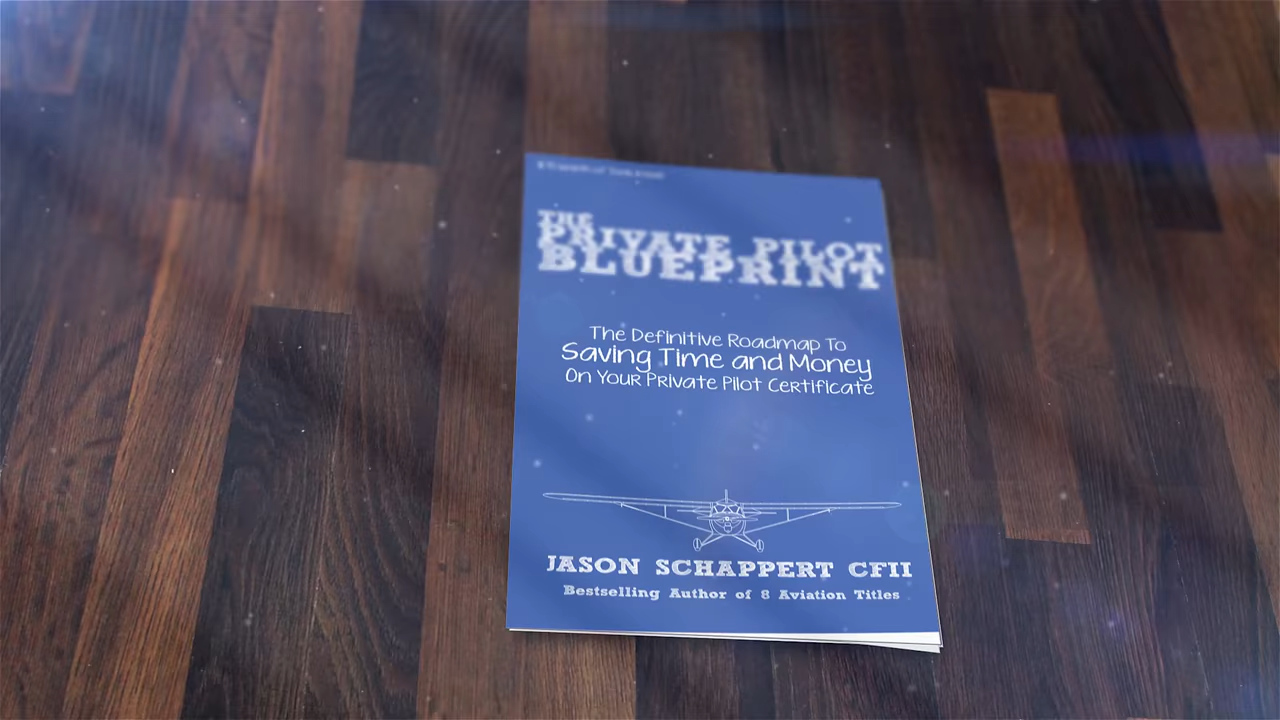 THE
PRIVATE PILOT
BLUEPRINT
The Definitive Roadmap To
Saving Time and Money
On Your Private Pilot Certificate
JASON SCHAPPERT CFII
Bestselling Author of 8 Aviation Titles